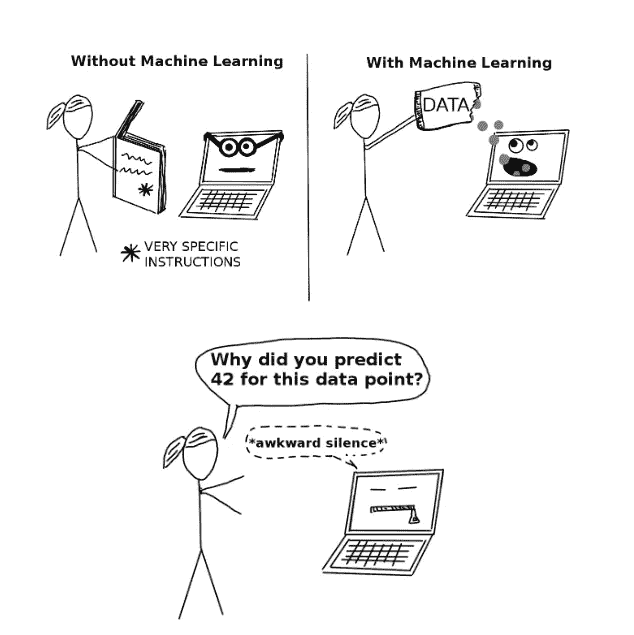 Without Machine Learning
With Machine Learning
DATA
VERY SPECIFIC
INSTRUCTIONS
Why did you predict
42 for this data point?
*awkward silence*